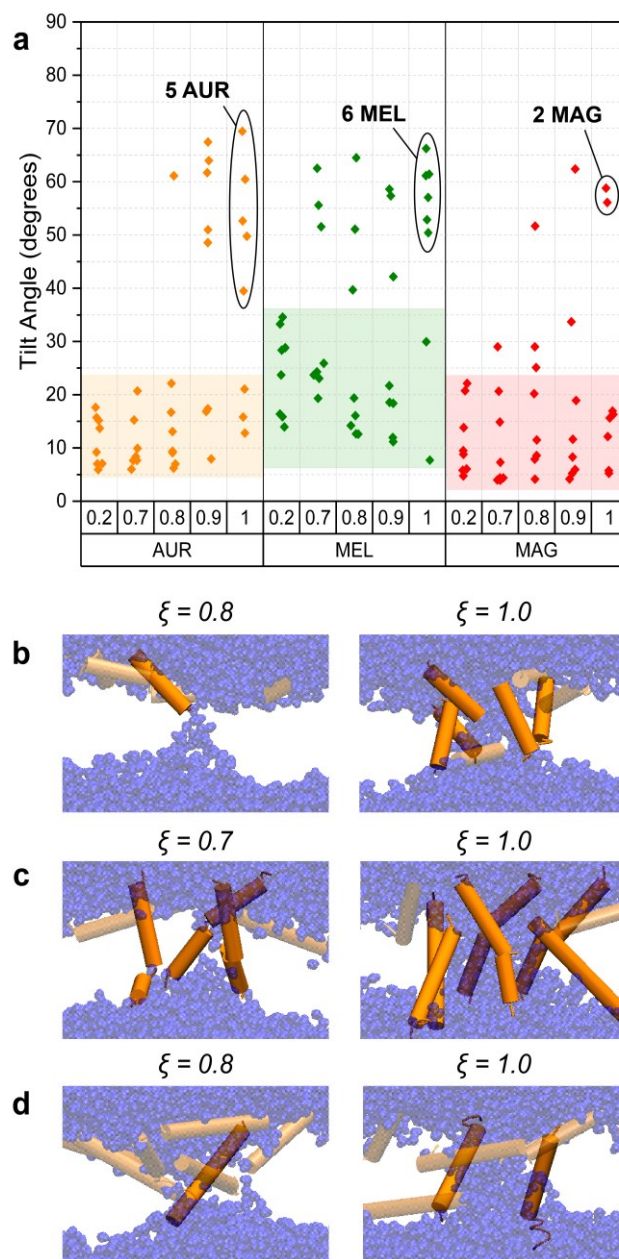 a
90
80
70
60
50
40
30
20
10
0
Tilt Angle (degrees)
5 AUR
6 MEL
2 MAG
0.2 0.7 0.8 0.9 1 0.2 0.7 0.8 0.9 1 0.2 0.7 0.8 0.9 1
AUR MEL MAG
ξ = 0.8 ξ = 1.0
b
ξ = 0.7 ξ = 1.0
c
ξ = 0.8 ξ = 1.0
d